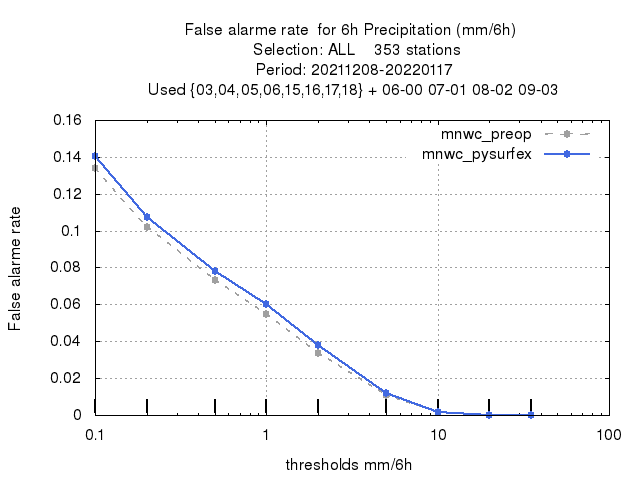 False alarme rate  for 6h Precipitation (mm/6h)
Selection: ALL    353 stations
Period: 20211208-20220117
Used {03,04,05,06,15,16,17,18} + 06-00 07-01 08-02 09-03
0.16
0.14
0.12
0.1
0.08
0.06
0.04
0.02
0
False alarme rate
mnwc_preop
mnwc_pysurfex
0.1
1
10
100
thresholds mm/6h